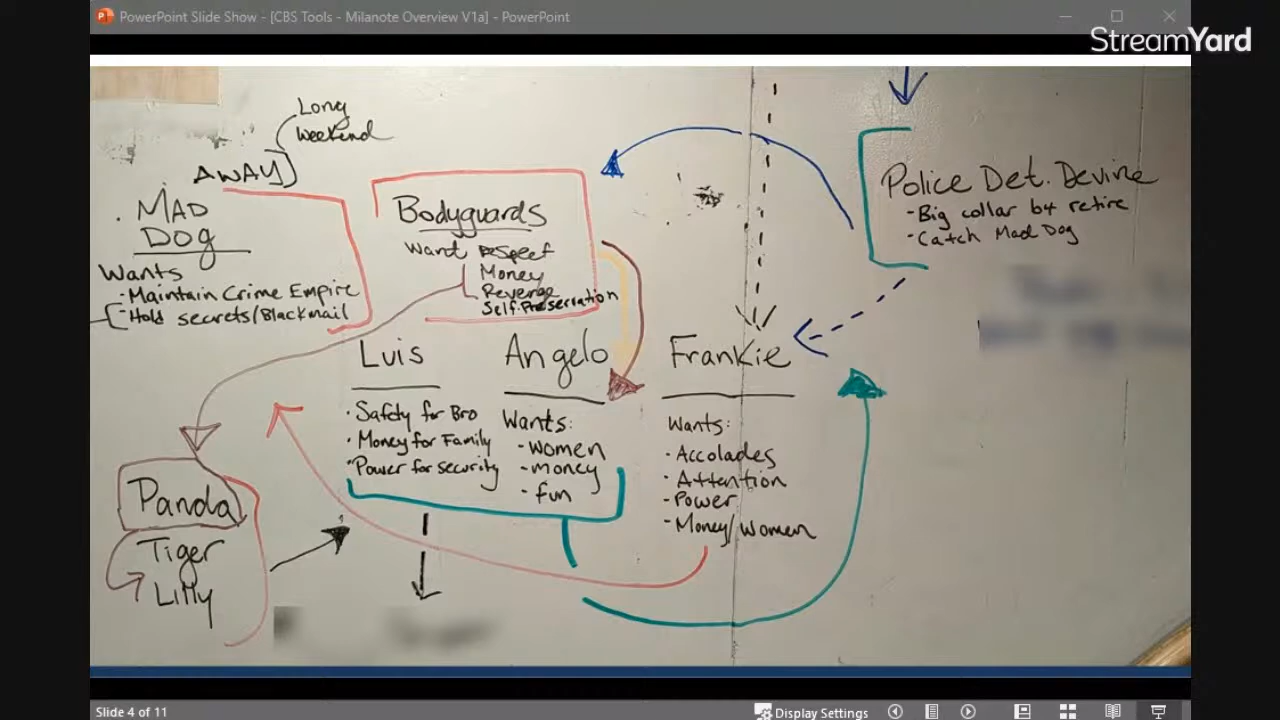 PowerPoint Slide Show - [CBS Tools - Milanote Overview V1a] - PowerPoint
StreamYard
Long
Weekend
AWAY
MAD
DOG
Wants
- Maintain Crime Empire
- Hold secrets/Blackmail
Bodyguards
Want Respect
Money
Revenge
Self.Preservation
Police Det. Devine
- Big collar b4 retire
- Catch Mad Dog
Luis
• Safety for Bro
• Money for Family
• Power for security
Angelo
Wants:
- Women
- money
- fun
Frankie
Wants:
• Accolades
• Attention
- Power
- Money/women
Panda
Tiger
Lilly
Slide 4 of 11
Display Settings